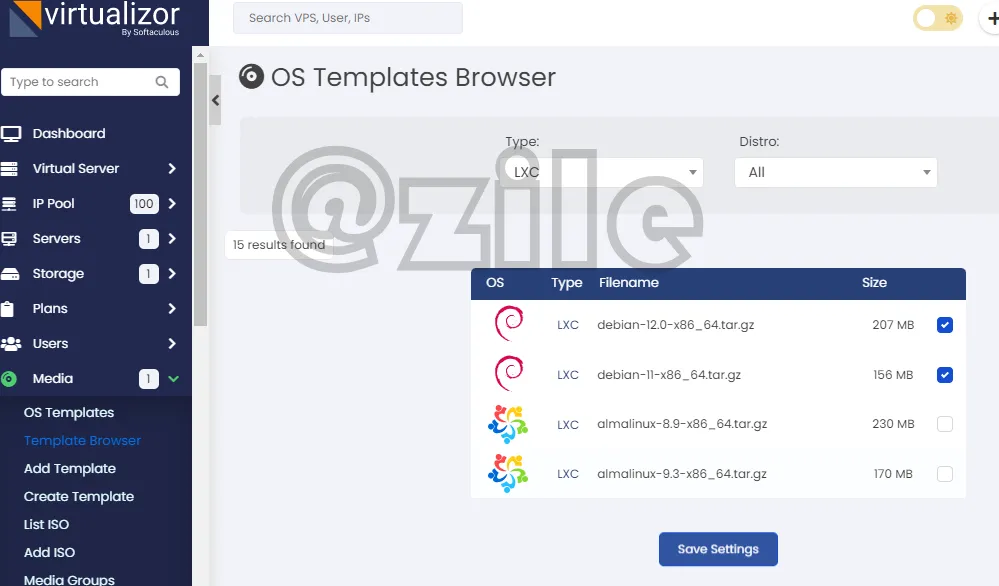 virtualizor
By Softaculous
Search VPS, User, IPs
Type to search
OS Templates Browser
Dashboard
Virtual Server
IP Pool 100
Servers 1
Storage 1
Plans
Users
Media 1
OS Templates
Template Browser
Add Template
Create Template
List ISO
Add ISO
Media Groups
Type: Distro:
LXC All
@zile
15 results found
OS Type Filename Size
LXC debian-12.0-x86_64.tar.gz 207 MB
LXC debian-11-x86_64.tar.gz 156 MB
LXC almalinux-8.9-x86_64.tar.gz 230 MB
LXC almalinux-9.3-x86_64.tar.gz 170 MB
Save Settings